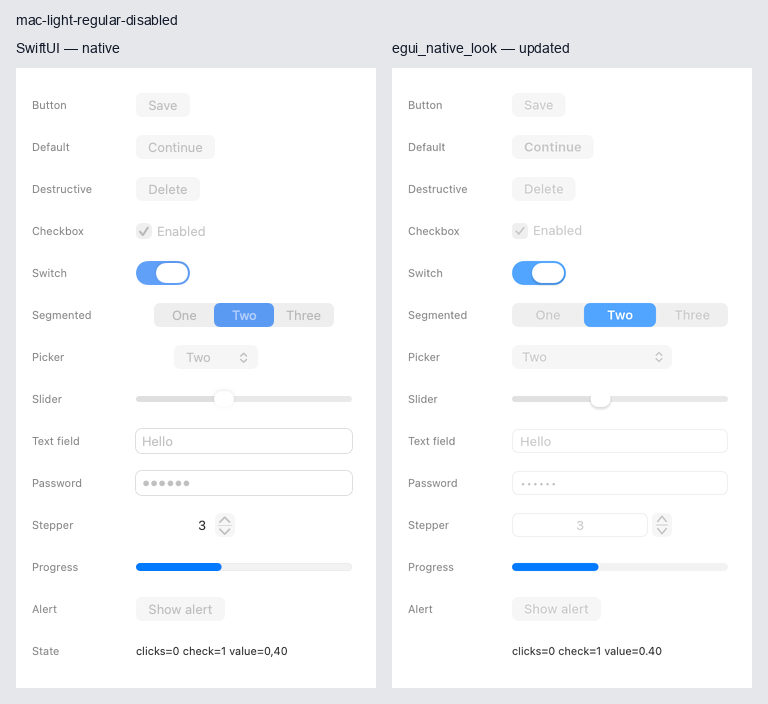 mac-light-regular-disabled
SwiftUI — native
Button Save
Default Continue
Destructive Delete
Checkbox Enabled
Switch
Segmented One Two Three
Picker Two
Slider
Text field Hello
Password ●●●●●●
Stepper 3
Progress
Alert Show alert
State clicks=0 check=1 value=0,40
egui_native_look — updated
Button Save
Default Continue
Destructive Delete
Checkbox Enabled
Switch
Segmented One Two Three
Picker Two
Slider
Text field Hello
Password ••••••
Stepper 3
Progress
Alert Show alert
clicks=0 check=1 value=0.40